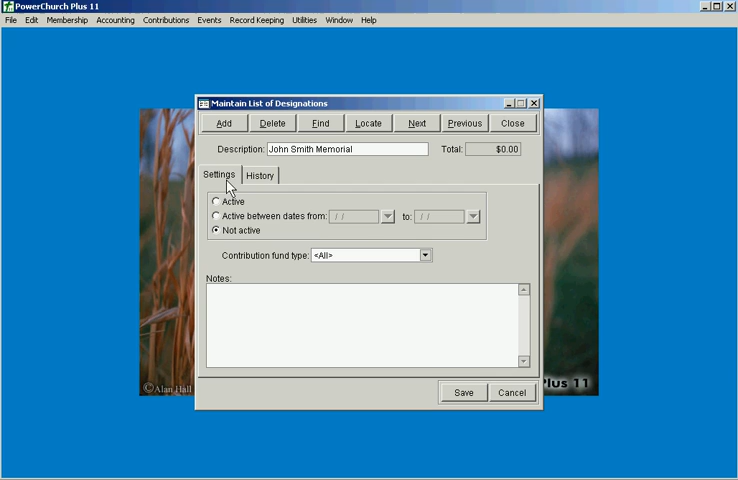 PowerChurch Plus 11
File Edit Membership Accounting Contributions Events Record Keeping Utilities Window Help
Maintain List of Designations
Add Delete Find Locate Next Previous Close
Description: John Smith Memorial Total: $0.00
Settings History
Active
Active between dates from: / / to: / /
Not active
Contribution fund type: <All>
Notes:
Save Cancel
©Alan Hall
Plus 11